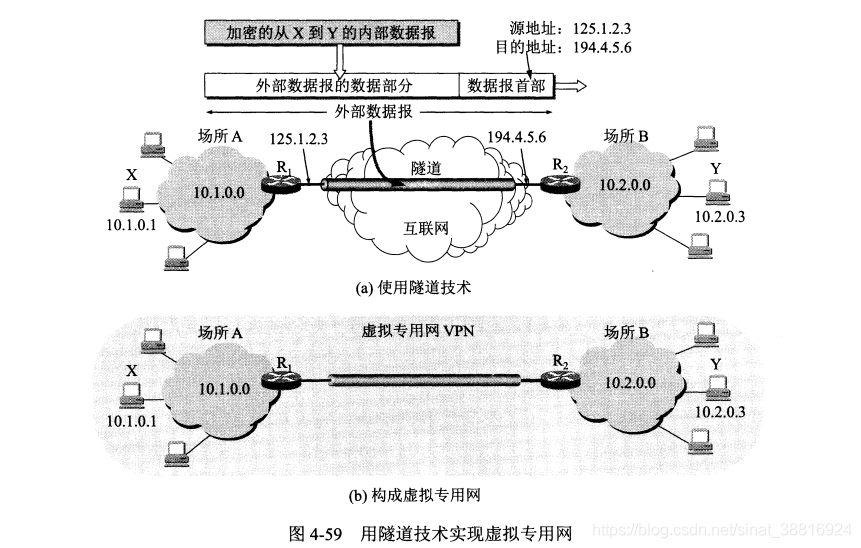 加密的从 X 到 Y 的内部数据报
源地址：125.1.2.3
目的地址：194.4.5.6
外部数据报的数据部分
数据报首部
外部数据报
场所 A
125.1.2.3
194.4.5.6
场所 B
X
R1
隧道
R2
Y
10.1.0.0
10.2.0.0
10.1.0.1
互联网
10.2.0.3
(a) 使用隧道技术
场所 A
虚拟专用网 VPN
场所 B
X
R1
R2
Y
10.1.0.0
10.2.0.0
10.1.0.1
10.2.0.3
(b) 构成虚拟专用网
图 4-59 用隧道技术实现虚拟专用网
https://blog.csdn.net/sinat_38816924